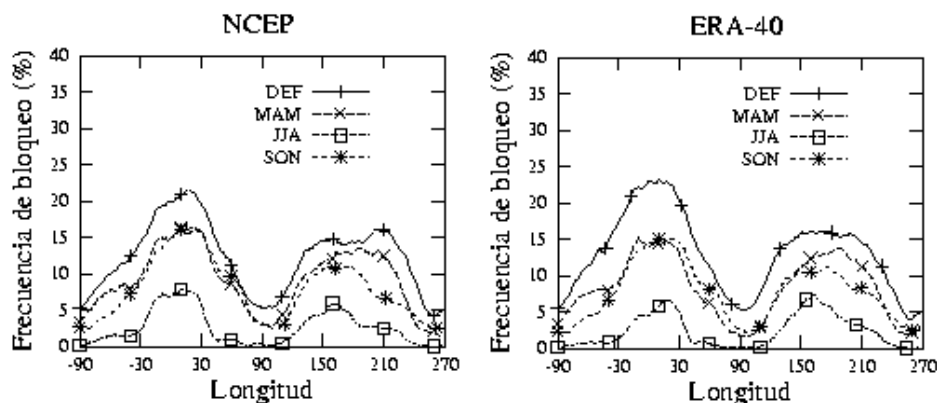 NCEP
Frecuencia de bloqueo (%)
40
35
30
25
20
15
10
5
0
DEF
MAM
JJA
SON
-90 -30 30 90 150 210 270
Longitud
ERA-40
Frecuencia de bloqueo (%)
40
35
30
25
20
15
10
5
0
DEF
MAM
JJA
SON
-90 -30 30 90 150 210 270
Longitud